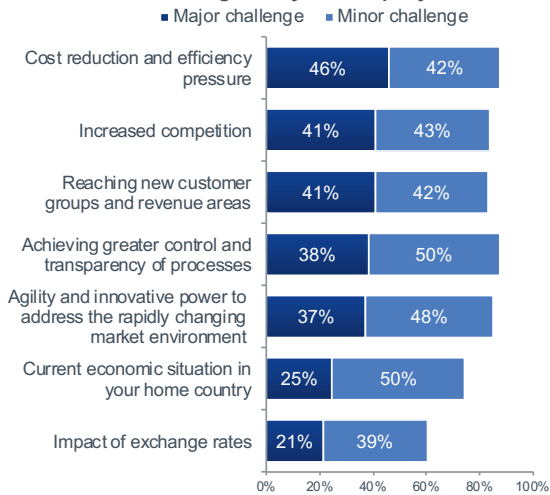 Major challenge Minor challenge
Cost reduction and efficiency
pressure
46% 42%
Increased competition
41% 43%
Reaching new customer
groups and revenue areas
41% 42%
Achieving greater control and
transparency of processes
38% 50%
Agility and innovative power to
address the rapidly changing
market environment
37% 48%
Current economic situation in
your home country
25% 50%
Impact of exchange rates
21% 39%
0% 20% 40% 60% 80% 100%